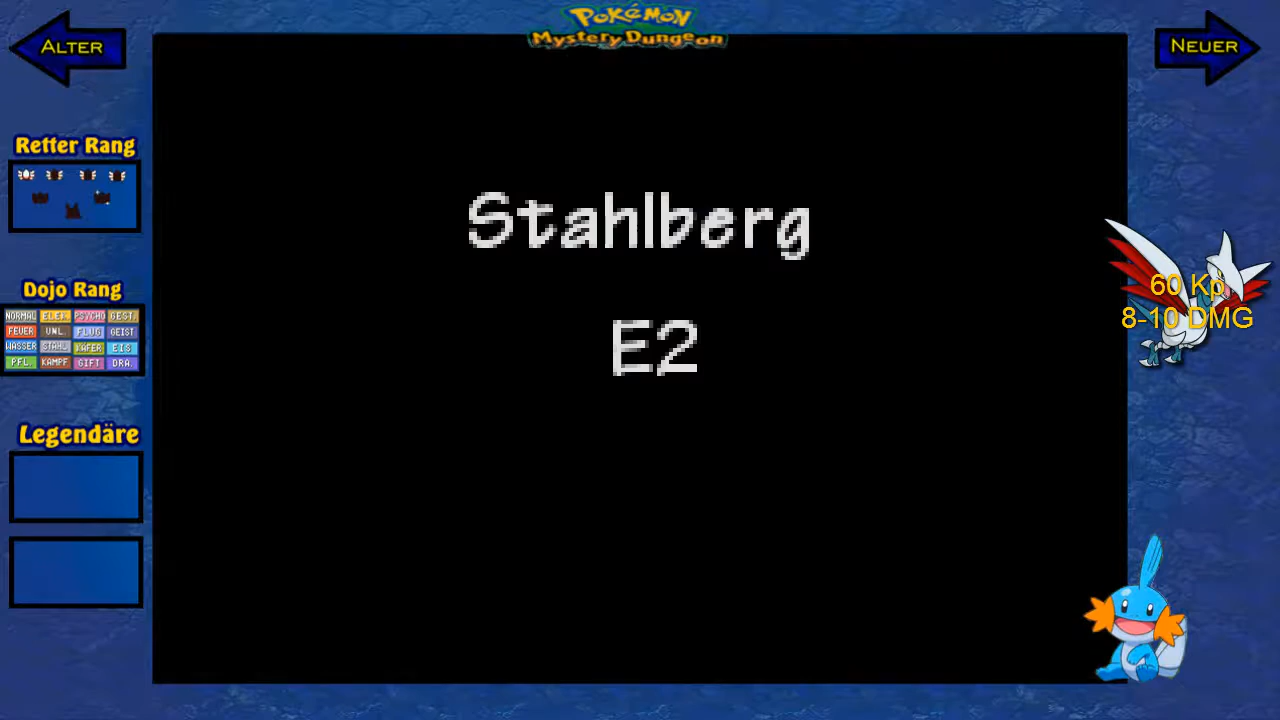 ALTER
POKéMON
Mystery Dungeon
NEUER
Retter Rang
Dojo Rang
NORMAL ELEK. PSYCHO GEST.
FEUER UNL. FLUG GEIST
WASSER STAHL KÄFER EIS
PFL. KAMPF GIFT DRA.
Legendäre
Stahlberg
E2
60 Kp
8-10 DMG